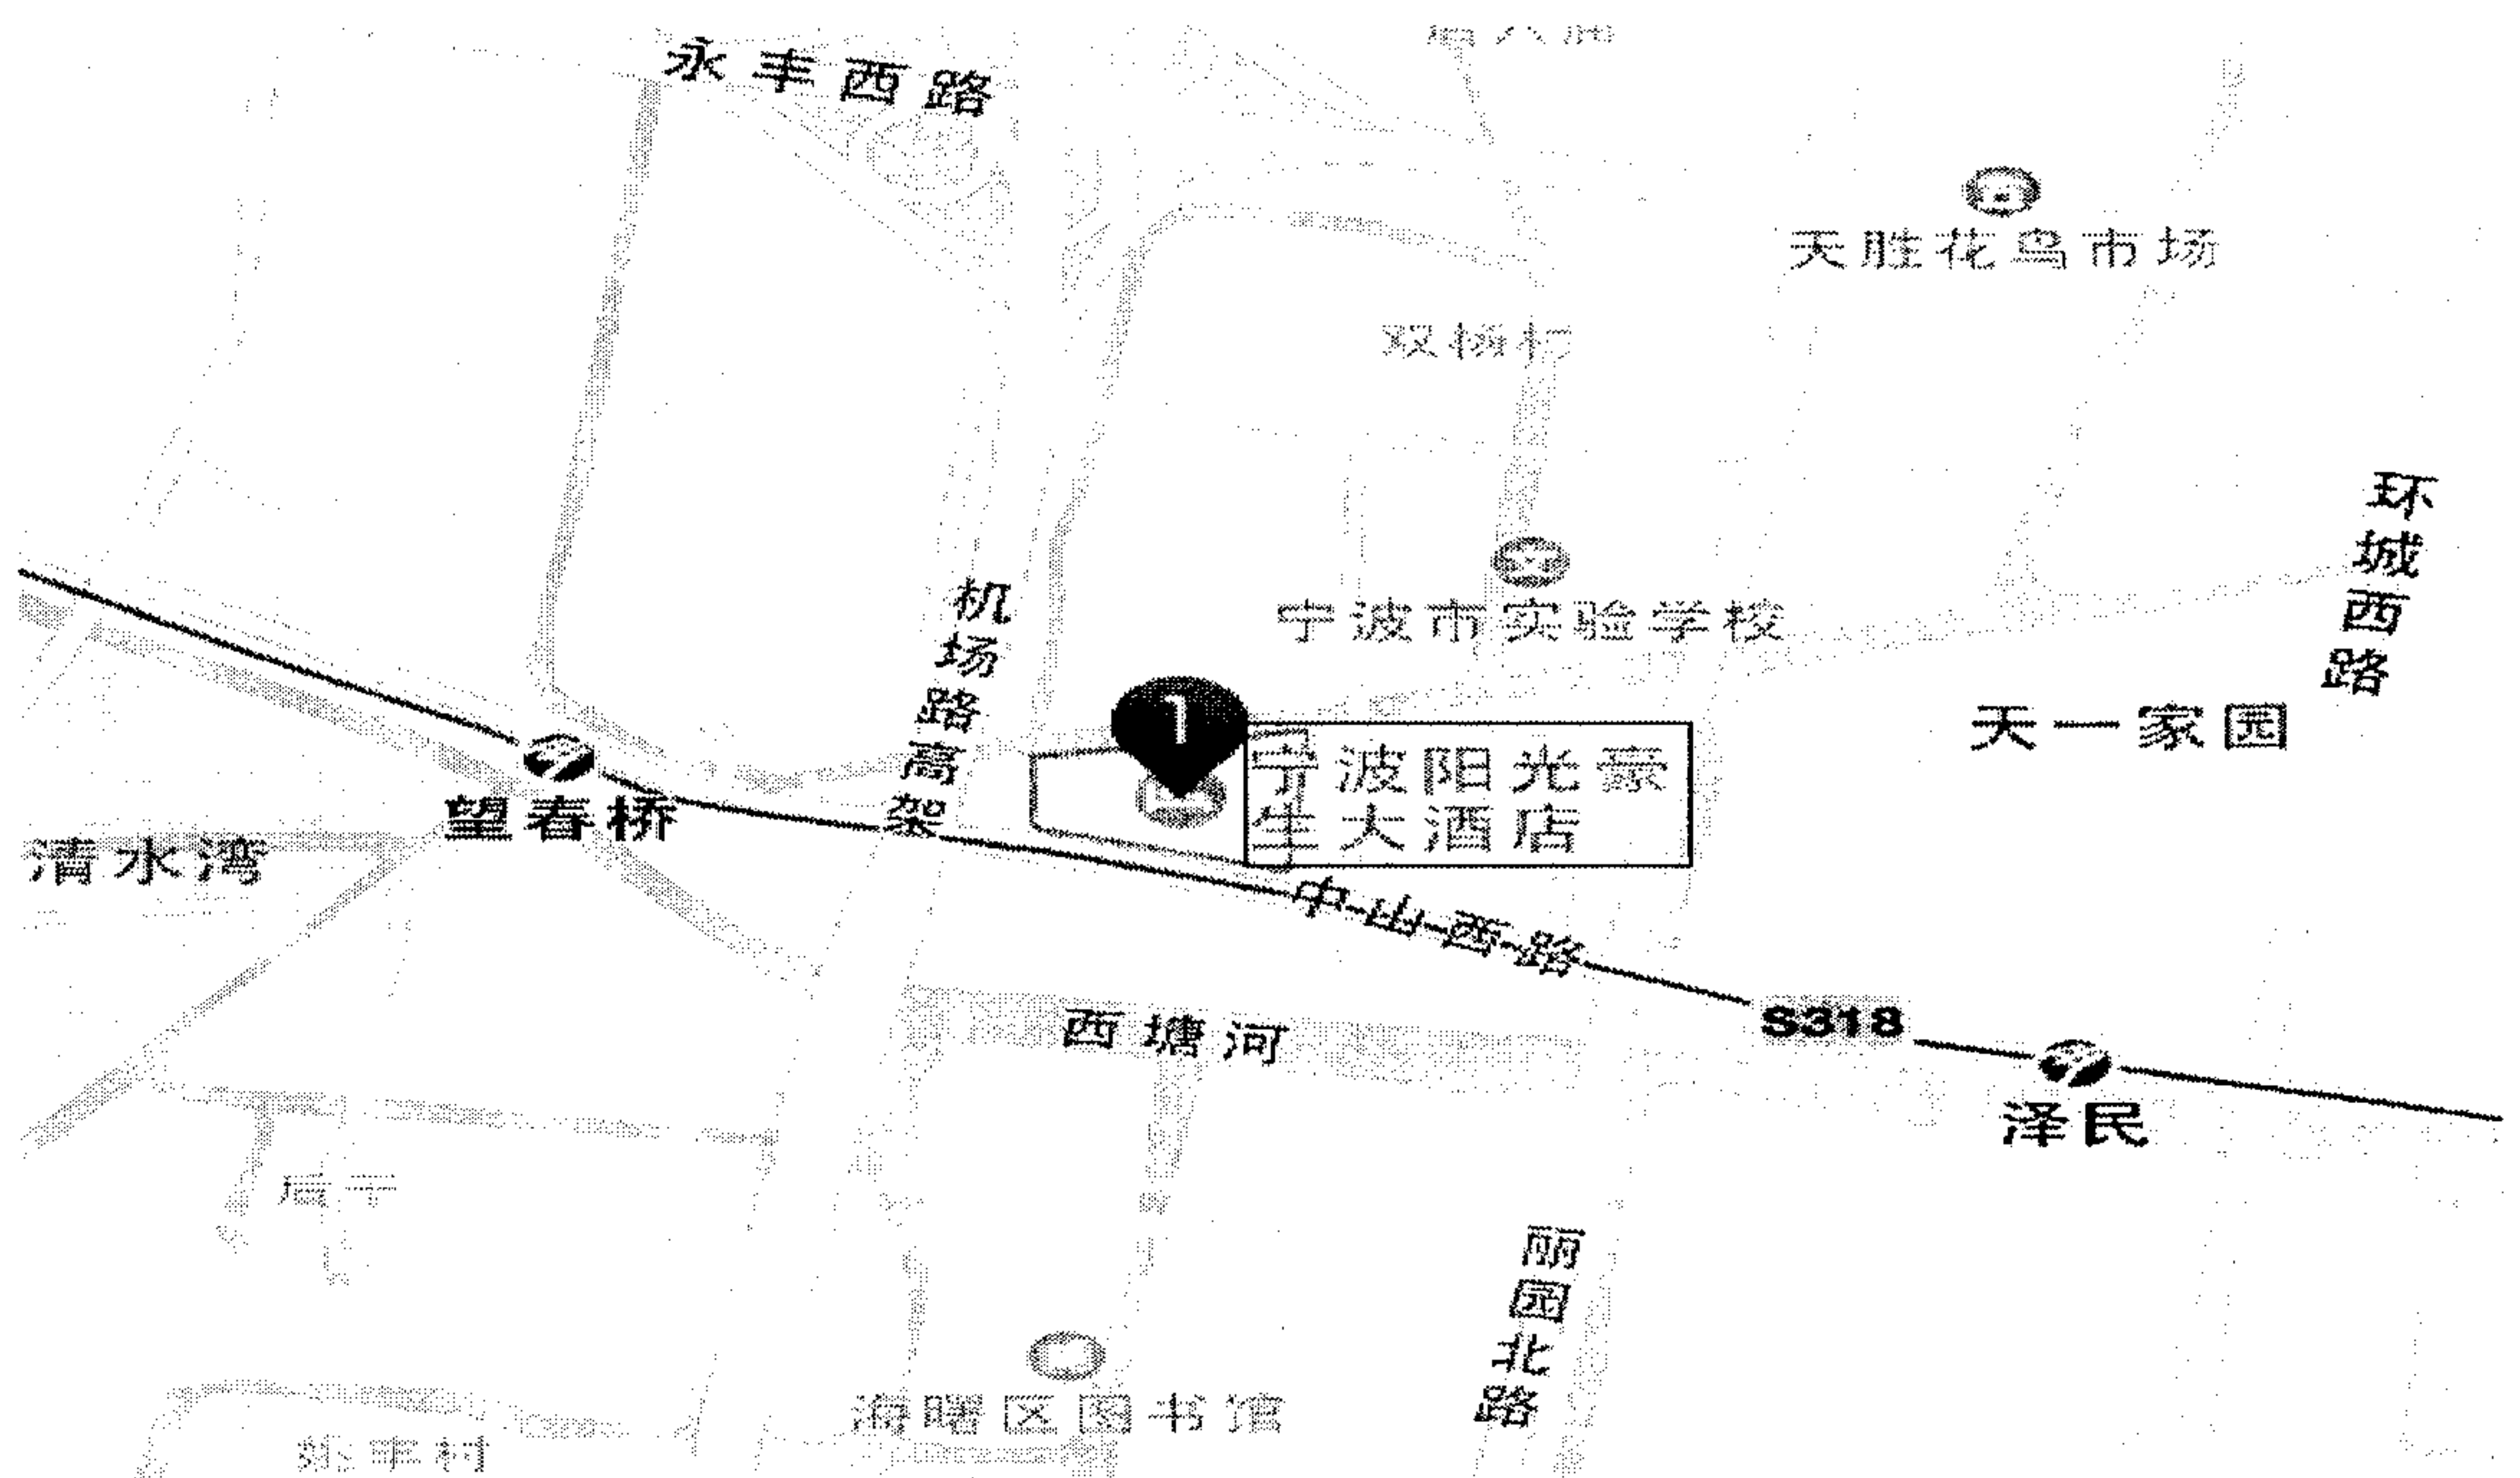 永丰西路
天胜花鸟市场
双杨村
环城西路
机场路高架
宁波市实验学校
1
天一家园
宁波阳光豪
生大酒店
望春桥
清水湾
中山西路
S318
西塘河
泽民
丽园北路
海曙区图书馆